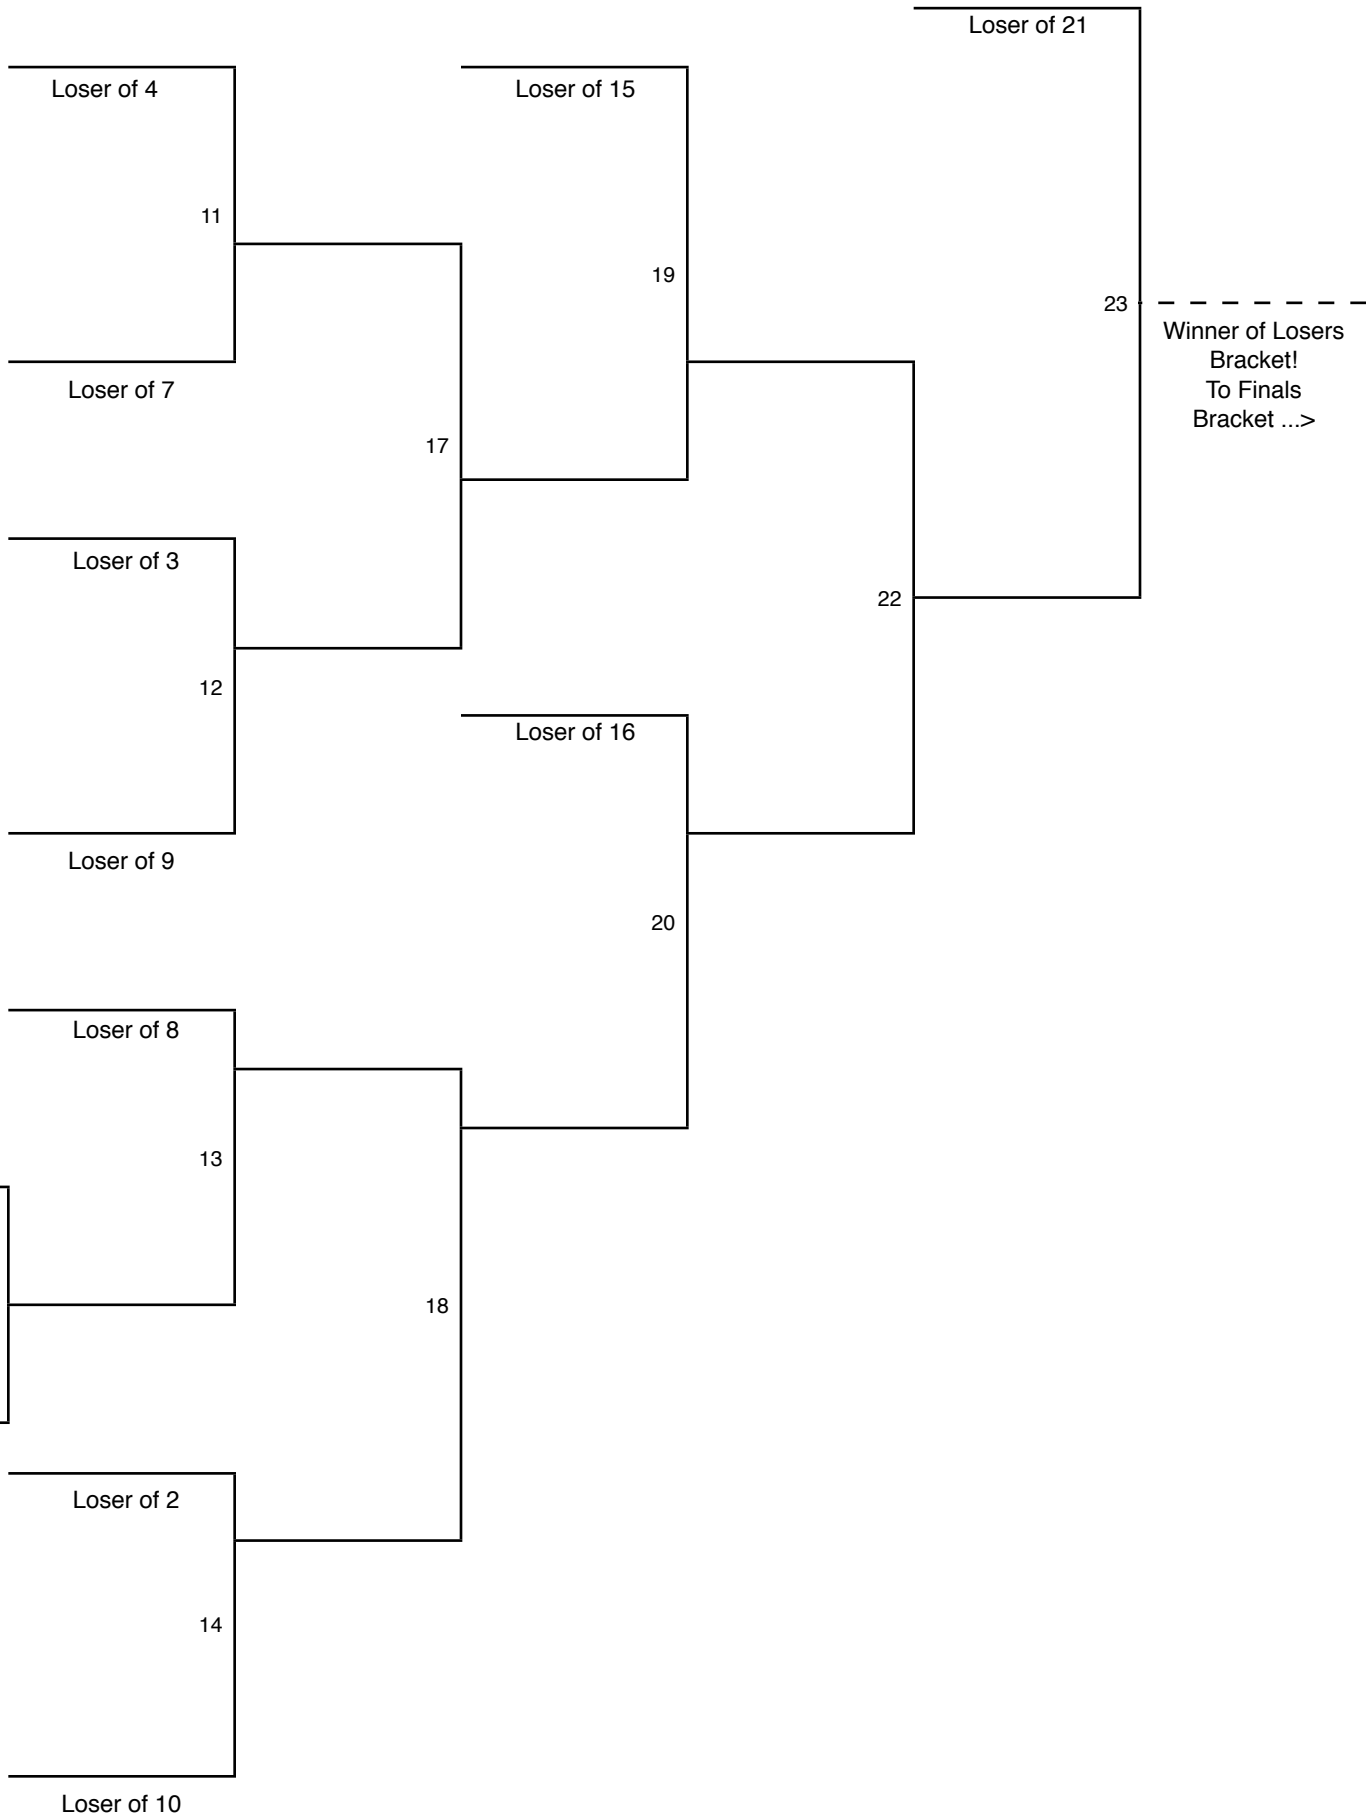 Loser of 21
Loser of 4
Loser of 15
11
19
23
Winner of Losers
Bracket!
To Finals
Bracket ...>
Loser of 7
17
Loser of 3
22
12
Loser of 16
Loser of 9
20
Loser of 8
13
18
Loser of 2
14
Loser of 10